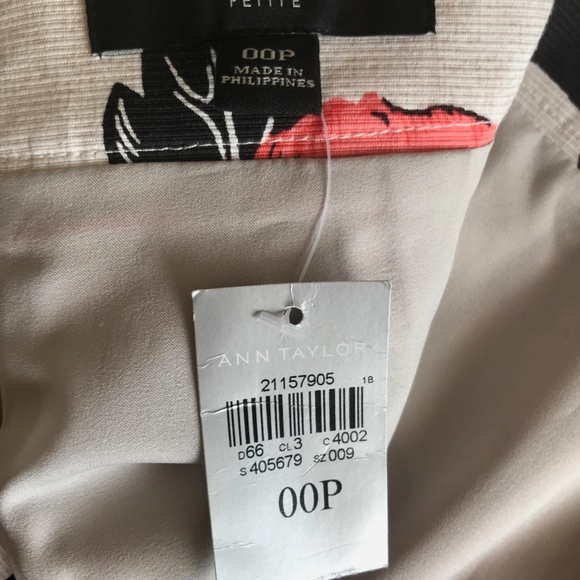 PETITE
00P
MADE IN
PHILIPPINES
ANN TAYLOR
21157905 1B
D66 CL3 C4002
S405679 SZ009
00P